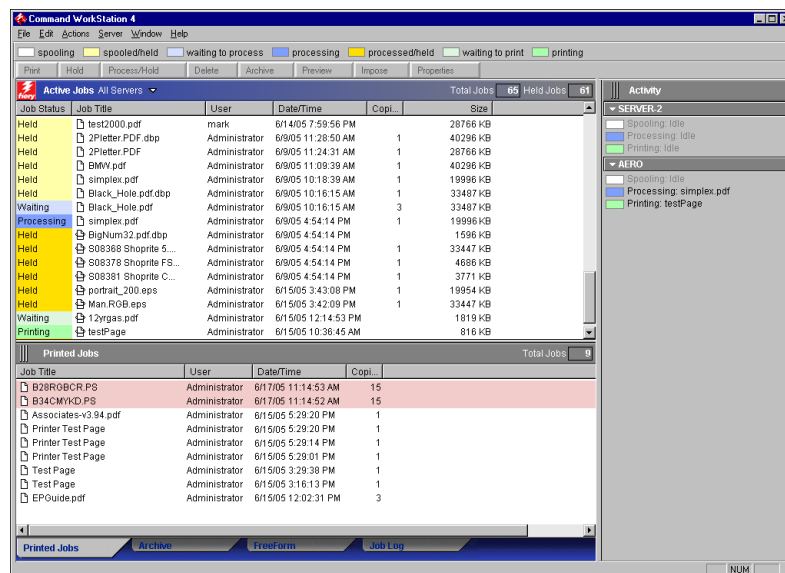 Command WorkStation 4
File Edit Actions Server Window Help
spooling spooled/held waiting to process processing processed/held waiting to print printing
Print Hold Process/Hold Delete Archive Preview Impose Properties
fiery Active Jobs All Servers Total Jobs 65 Held Jobs 61
Job Status Job Title User Date/Time Copi... Size
Held test2000.pdf mark 6/14/05 7:59:56 PM 28766 KB
Held 2Pletter.PDF.dbp Administrator 6/9/05 11:28:50 AM 1 40296 KB
Held 2Pletter.PDF Administrator 6/9/05 11:24:31 AM 1 28766 KB
Held BMW.pdf Administrator 6/9/05 11:09:39 AM 1 40296 KB
Held simplex.pdf Administrator 6/9/05 10:18:39 AM 1 19996 KB
Held Black_Hole.pdf.dbp Administrator 6/9/05 10:16:15 AM 1 33487 KB
Waiting Black_Hole.pdf Administrator 6/9/05 10:16:15 AM 3 33487 KB
Processing simplex.pdf Administrator 6/9/05 4:54:14 PM 1 19996 KB
Held BigNum32.pdf.dbp Administrator 6/9/05 4:54:14 PM 1596 KB
Held S08368 Shoprite 5.... Administrator 6/9/05 4:54:14 PM 1 33447 KB
Held S08378 Shoprite FS... Administrator 6/9/05 4:54:14 PM 1 4686 KB
Held S08381 Shoprite C... Administrator 6/9/05 4:54:14 PM 1 3771 KB
Held portrait_200.eps Administrator 6/15/05 3:43:08 PM 1 19954 KB
Held Man.RGB.eps Administrator 6/15/05 3:42:09 PM 1 33447 KB
Waiting 12yrgas.pdf Administrator 6/15/05 12:14:53 PM 1819 KB
Printing testPage Administrator 6/15/05 10:36:45 AM 816 KB
Activity
SERVER-2
Spooling: Idle
Processing: Idle
Printing: Idle
AERO
Spooling: Idle
Processing: simplex.pdf
Printing: testPage
Printed Jobs Total Jobs 9
Job Title User Date/Time Copi...
B28RGBCR.PS Administrator 6/17/05 11:14:53 AM 15
B34CMYKD.PS Administrator 6/17/05 11:14:52 AM 15
Associates-v3.94.pdf Administrator 6/15/05 5:29:20 PM 1
Printer Test Page Administrator 6/15/05 5:29:20 PM 1
Printer Test Page Administrator 6/15/05 5:29:14 PM 1
Printer Test Page Administrator 6/15/05 5:29:01 PM 1
Test Page Administrator 6/15/05 3:29:38 PM 1
Test Page Administrator 6/15/05 3:16:13 PM 1
EPGuide.pdf Administrator 6/15/05 12:02:31 PM 3
Printed Jobs Archive FreeForm Job Log
NUM